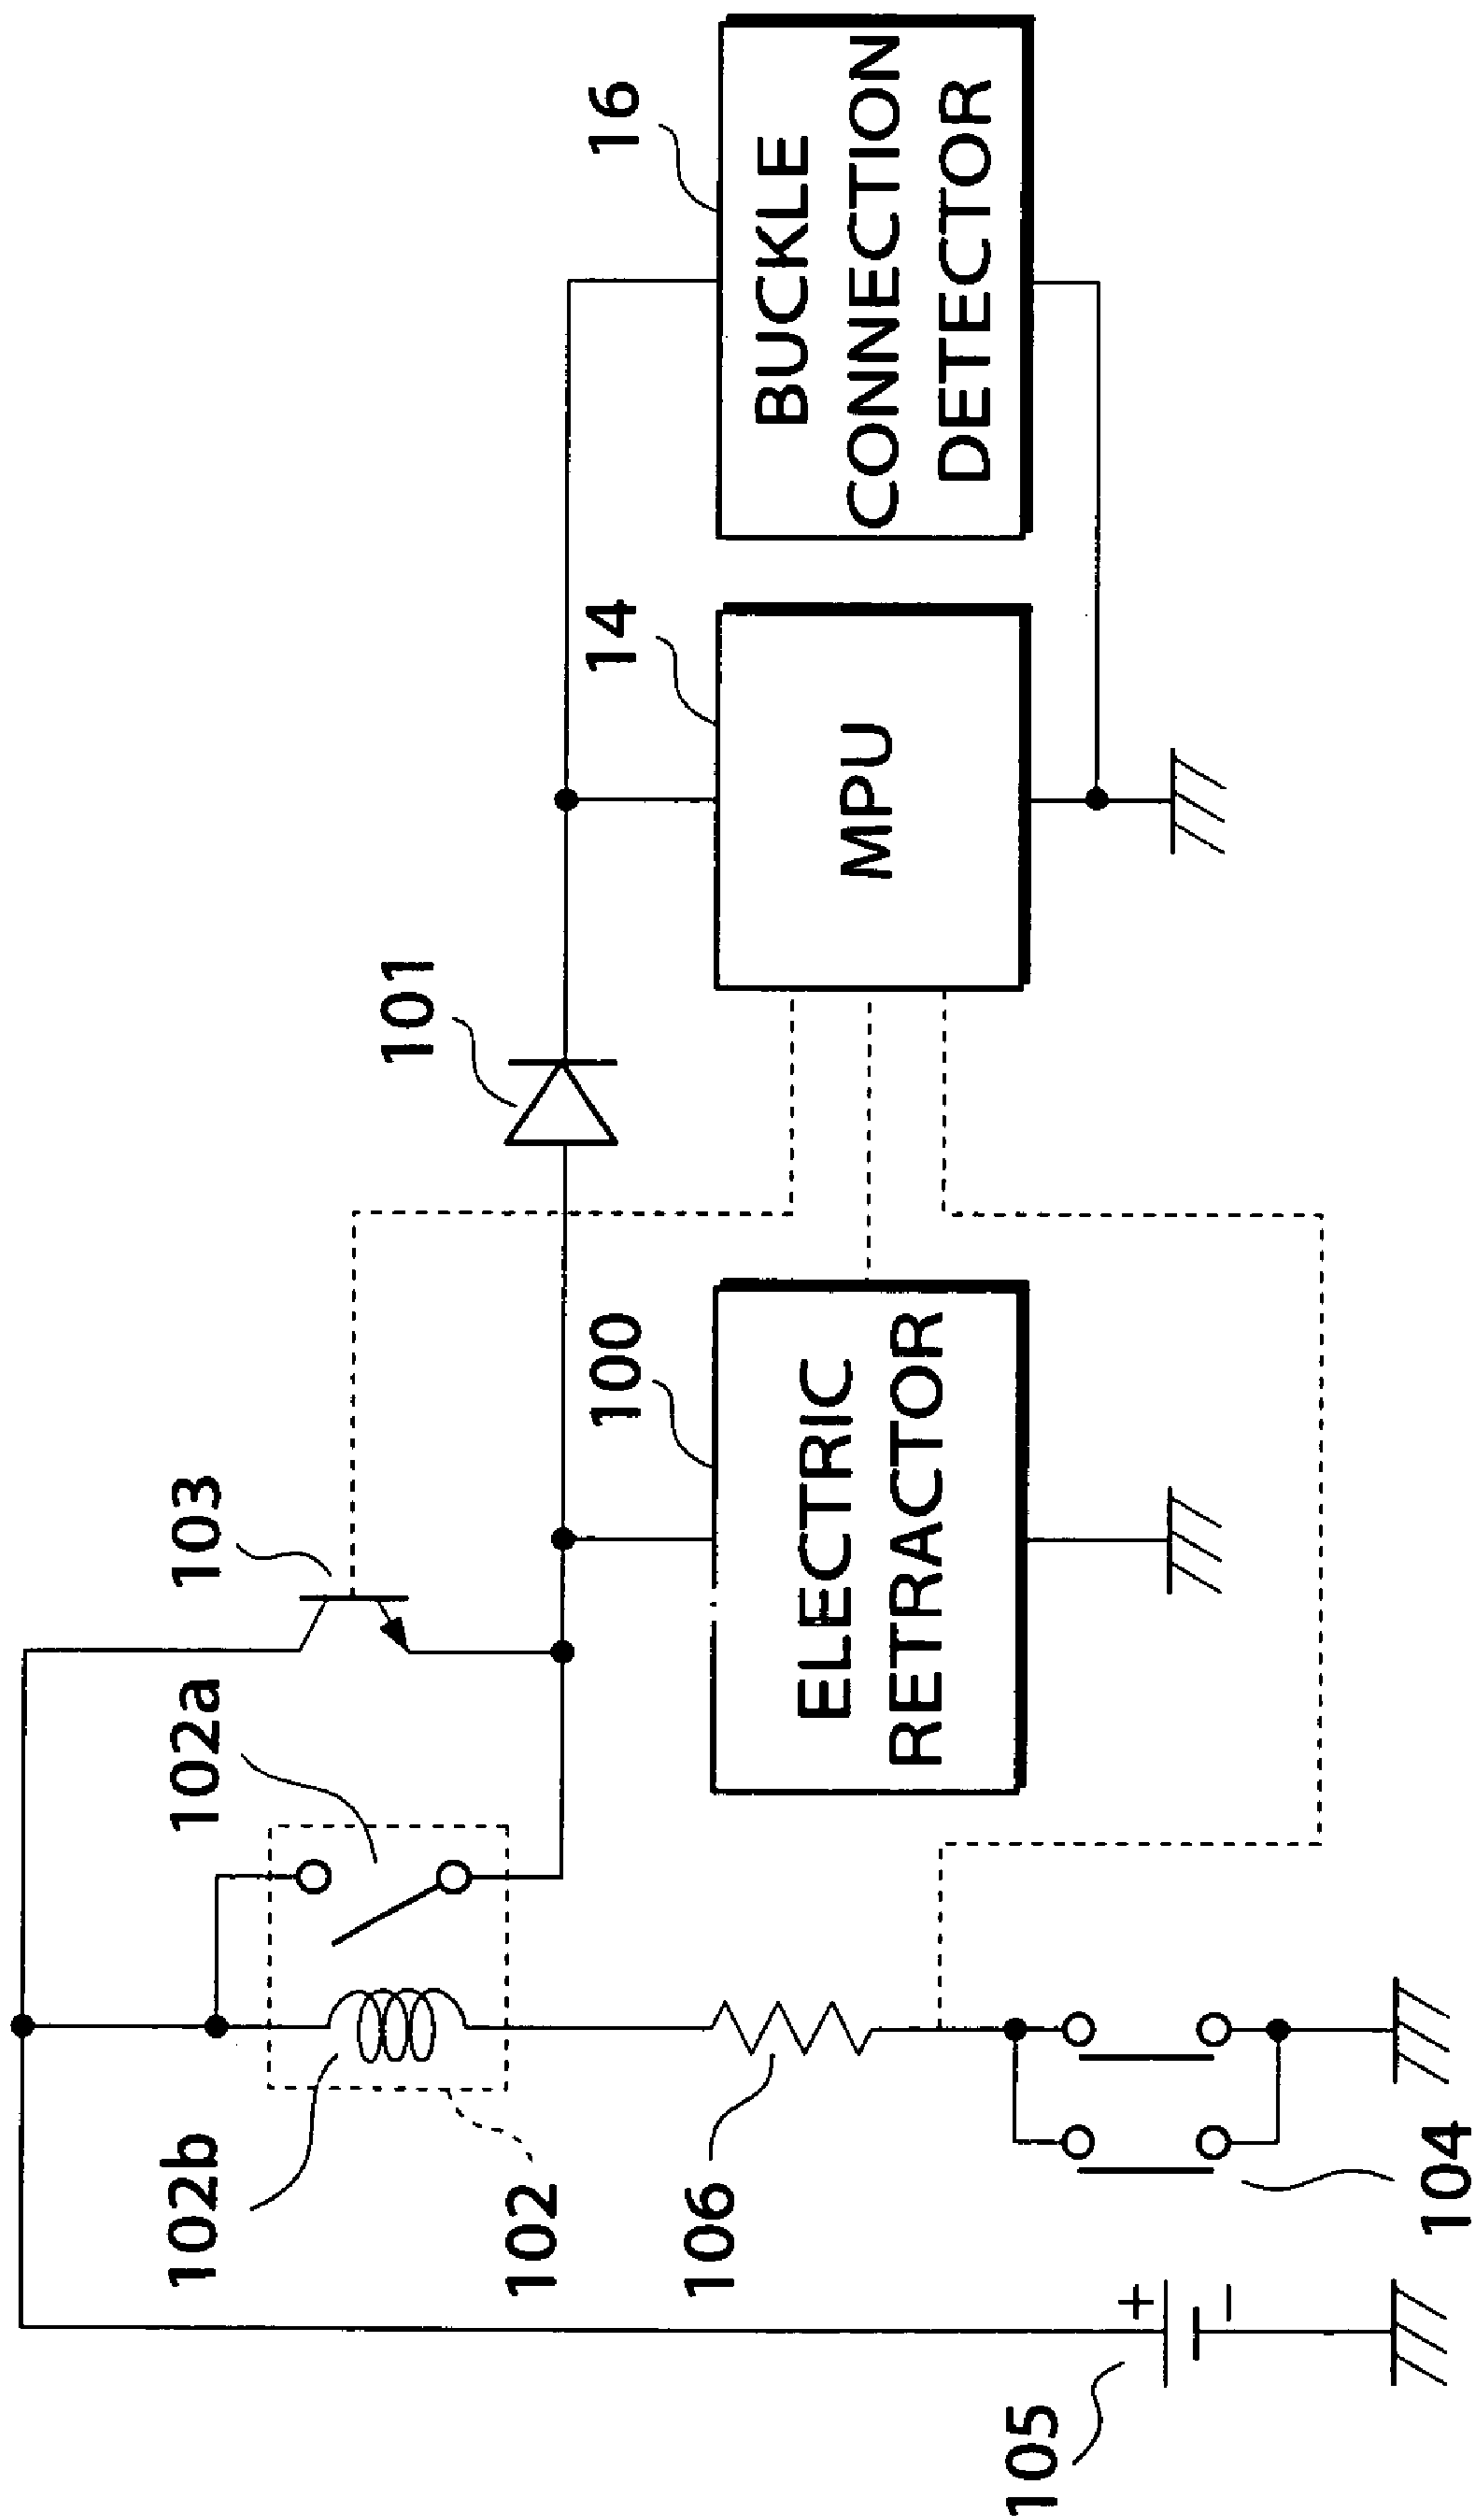 103
102a
102b
102
101
100
ELECTRIC
RETRACTOR
14
MPU
16
BUCKLE
CONNECTION
DETECTOR
106
105
+
−
104